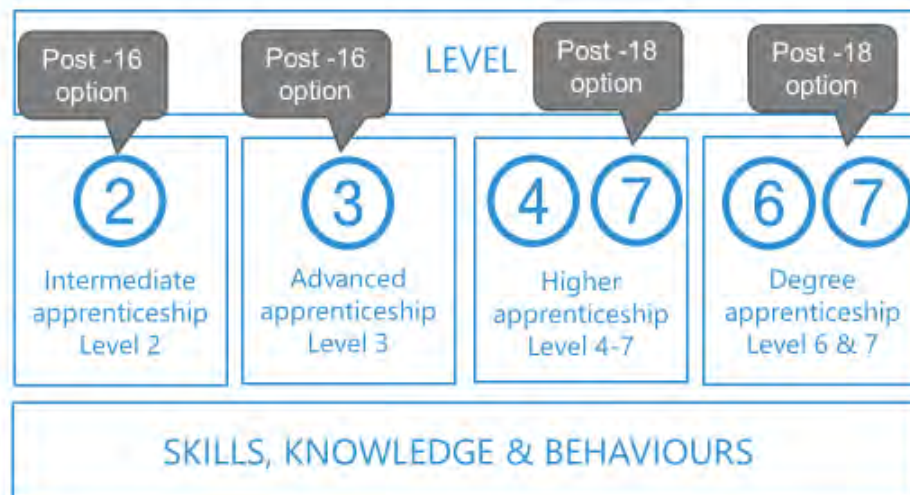 LEVEL
Post -16
option
Post -16
option
Post -18
option
Post -18
option
2
Intermediate
apprenticeship
Level 2
3
Advanced
apprenticeship
Level 3
4 7
Higher
apprenticeship
Level 4-7
6 7
Degree
apprenticeship
Level 6 & 7
SKILLS, KNOWLEDGE & BEHAVIOURS